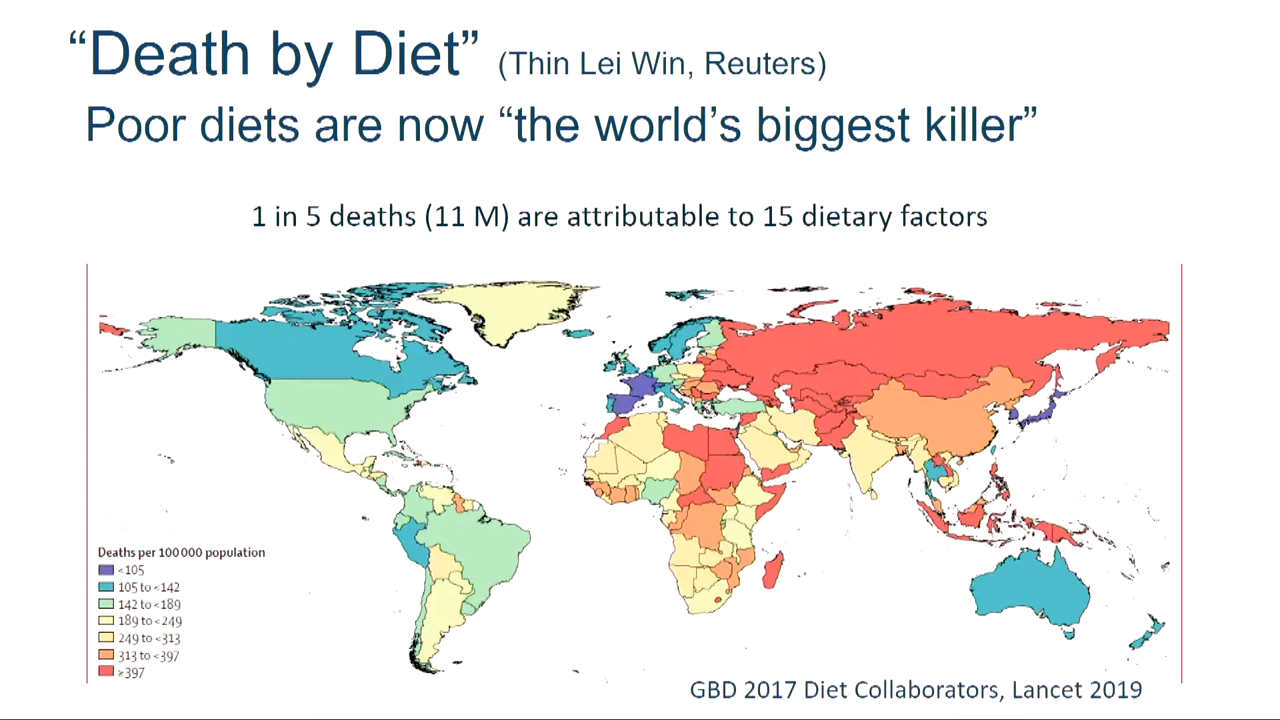 “Death by Diet” (Thin Lei Win, Reuters)
Poor diets are now “the world’s biggest killer”
1 in 5 deaths (11 M) are attributable to 15 dietary factors
Deaths per 100 000 population
<105
105 to <142
142 to <189
189 to <249
249 to <313
313 to <397
≥397
GBD 2017 Diet Collaborators, Lancet 2019